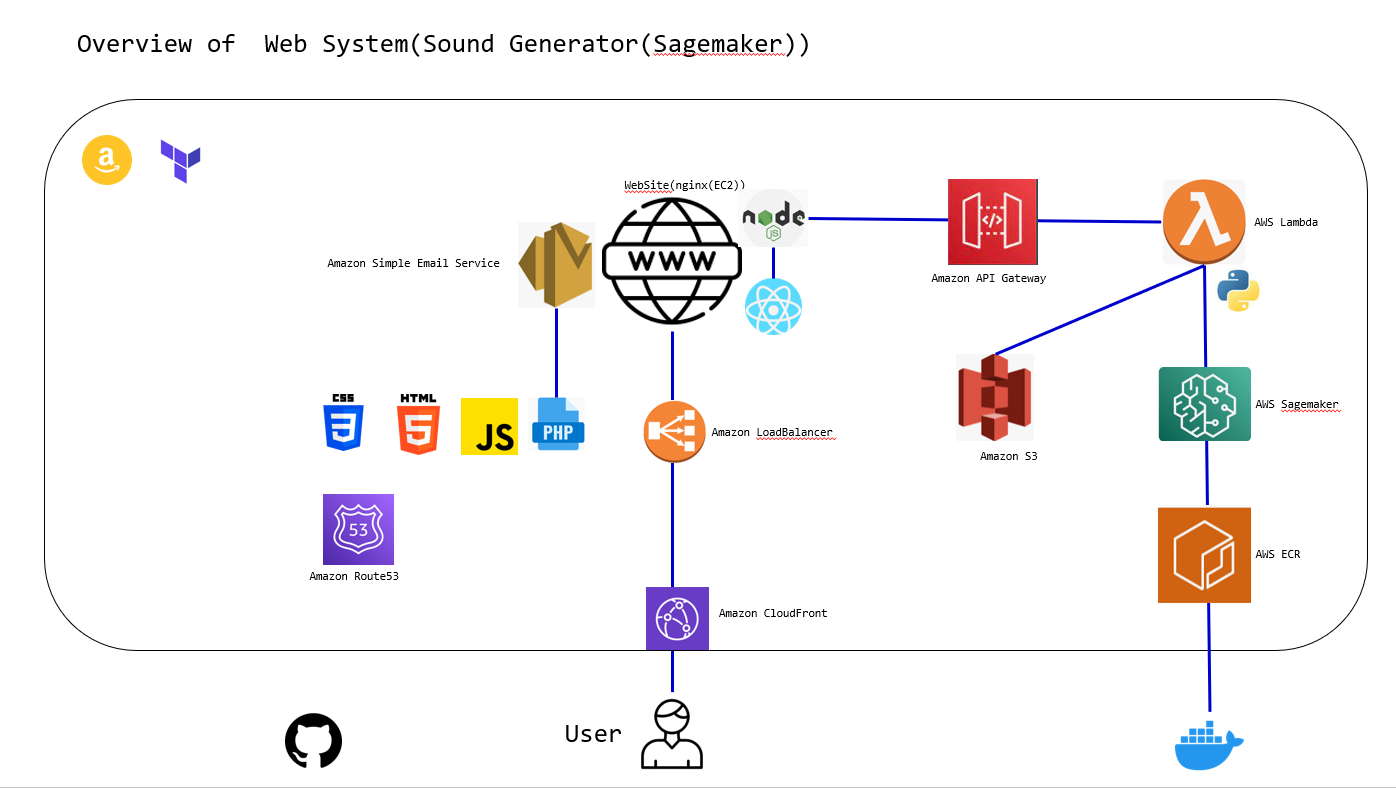 Overview of  Web System(Sound Generator(Sagemaker))
a
WebSite(nginx(EC2))
WWW
node
JS
Amazon Simple Email Service
Amazon API Gateway
AWS Lambda
CSS
3
HTML
5
JS
PHP
Amazon LoadBalancer
Amazon S3
AWS Sagemaker
53
Amazon Route53
AWS ECR
Amazon CloudFront
User